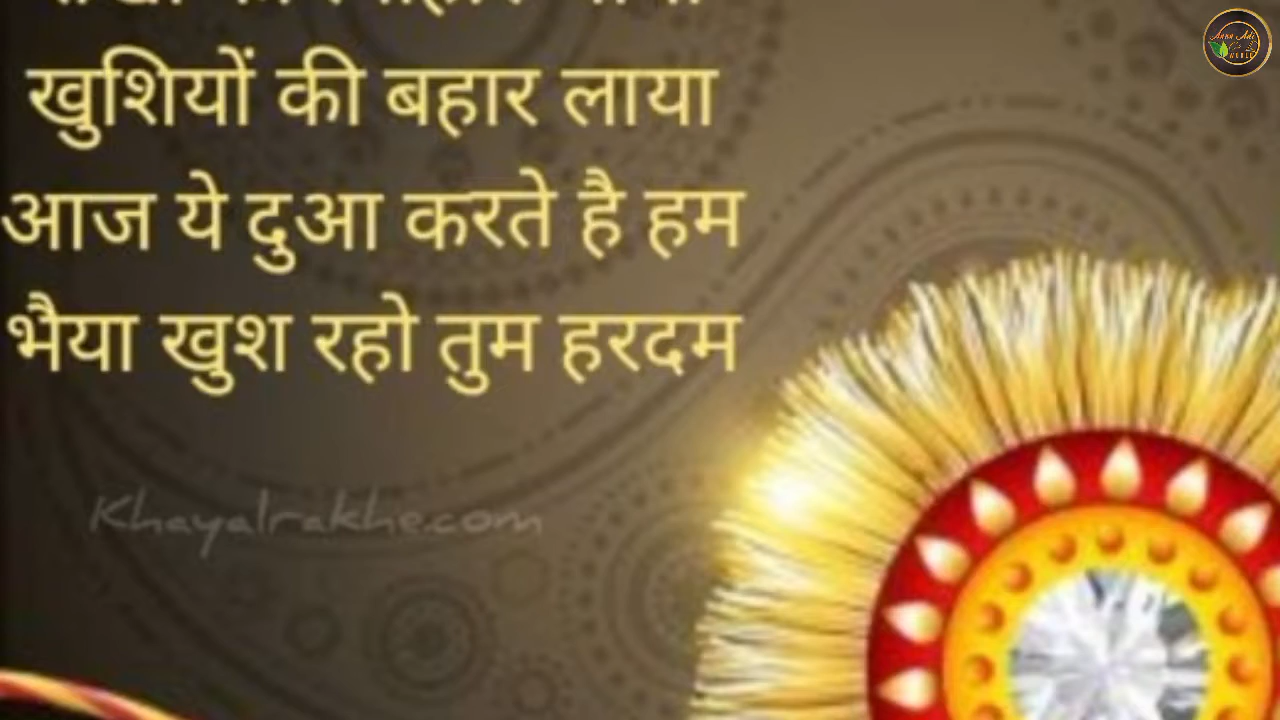 खुशियों की बहार लाया
आज ये दुआ करते है हम
भैया खुश रहो तुम हरदम
Khayalrakhe.com